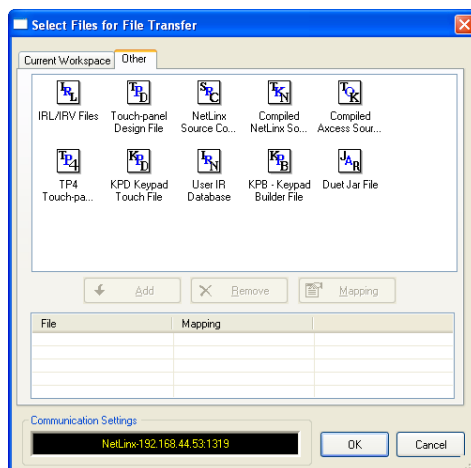 Select Files for File Transfer
Current Workspace Other
IRL TPD SRC TKN TOK
IRL/IRV Files Touch-panel Design File NetLinx Source Co... Compiled NetLinx So... Compiled Axcess Sour...
TP4 KPD IRN KPB JAR
TP4 Touch-pa... KPD Keypad Touch File User IR Database KPB - Keypad Builder File Duet Jar File
Add Remove Mapping
File Mapping
Communication Settings
NetLinx-192.168.44.53:1319
OK Cancel